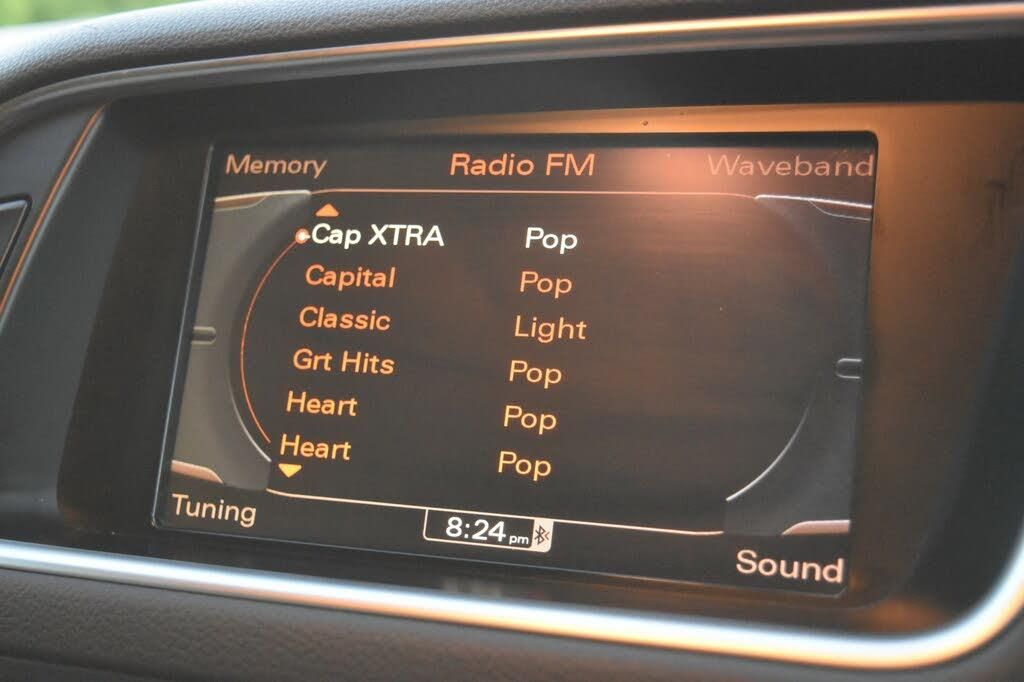 Memory Radio FM Waveband
Cap XTRA Pop
Capital Pop
Classic Light
Grt Hits Pop
Heart Pop
Heart Pop
Tuning 8:24 pm Sound